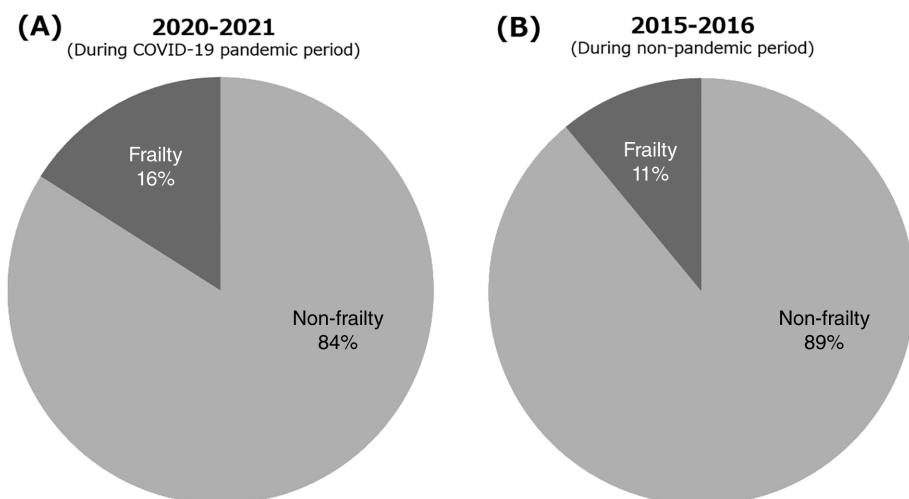 (A)
2020-2021
(During COVID-19 pandemic period)
Frailty
16%
Non-frailty
84%
(B)
2015-2016
(During non-pandemic period)
Frailty
11%
Non-frailty
89%